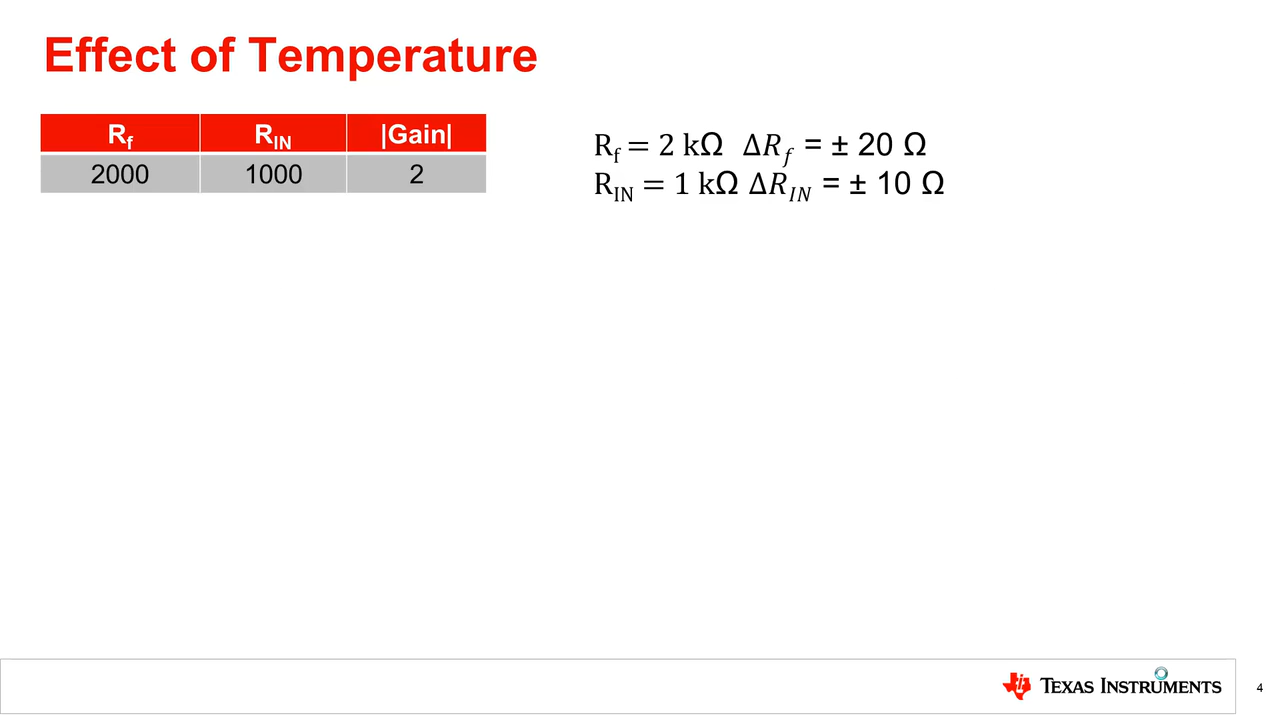 Effect of Temperature
Rf RIN |Gain|
2000 1000 2
Rf = 2 kΩ ΔRf = ± 20 Ω
RIN = 1 kΩ ΔRIN = ± 10 Ω
TEXAS INSTRUMENTS
4